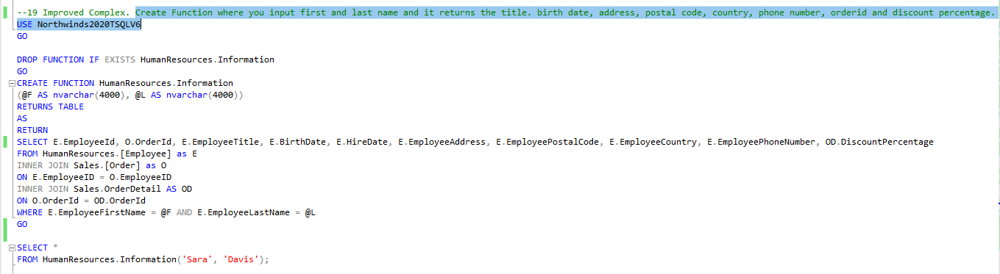 --19 Improved Complex. Create Function where you input first and last name and it returns the title. birth date, address, postal code, country, phone number, orderid and discount percentage.
USE Northwinds2020TSQLV6
GO
DROP FUNCTION IF EXISTS HumanResources.Information
GO
CREATE FUNCTION HumanResources.Information
(@F AS nvarchar(4000), @L AS nvarchar(4000))
RETURNS TABLE
AS
RETURN
SELECT E.EmployeeId, O.OrderId, E.EmployeeTitle, E.BirthDate, E.HireDate, E.EmployeeAddress, E.EmployeePostalCode, E.EmployeeCountry, E.EmployeePhoneNumber, OD.DiscountPercentage
FROM HumanResources.[Employee] as E
INNER JOIN Sales.[Order] as O
ON E.EmployeeID = O.EmployeeID
INNER JOIN Sales.OrderDetail AS OD
ON O.OrderId = OD.OrderId
WHERE E.EmployeeFirstName = @F AND E.EmployeeLastName = @L
GO
SELECT *
FROM HumanResources.Information('Sara', 'Davis');